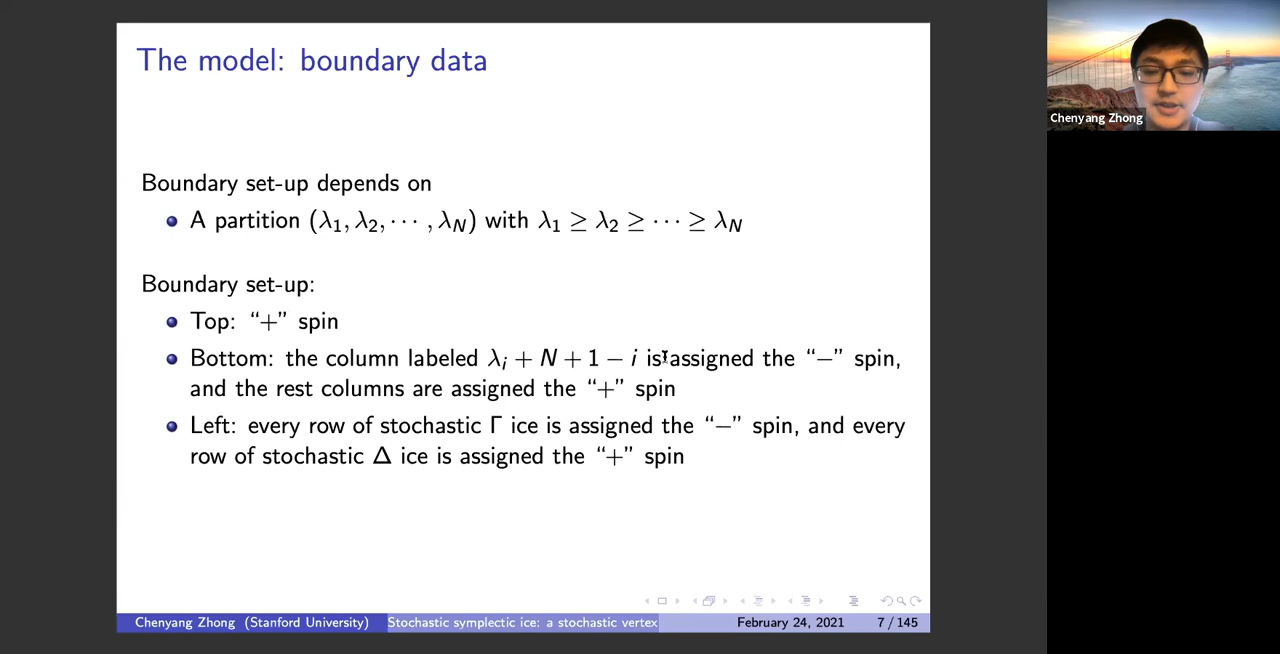 The model: boundary data
Boundary set-up depends on
A partition (λ₁, λ₂, ⋯ , λ_N) with λ₁ ≥ λ₂ ≥ ⋯ ≥ λ_N
Boundary set-up:
Top: “+” spin
Bottom: the column labeled λᵢ + N + 1 − i is assigned the “−” spin,
and the rest columns are assigned the “+” spin
Left: every row of stochastic Γ ice is assigned the “−” spin, and every
row of stochastic Δ ice is assigned the “+” spin
Chenyang Zhong (Stanford University) Stochastic symplectic ice: a stochastic vertex February 24, 2021 7 / 145
Chenyang Zhong